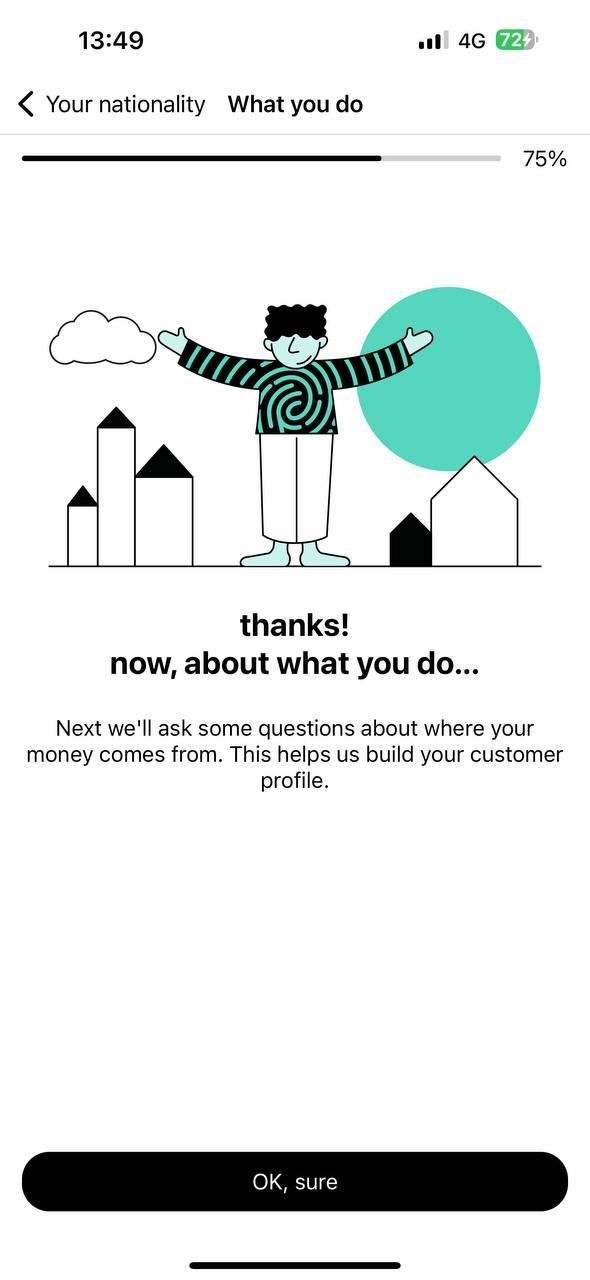 13:49 4G 72
Your nationality What you do
75%
thanks!
now, about what you do...
Next we'll ask some questions about where your
money comes from. This helps us build your customer
profile.
OK, sure